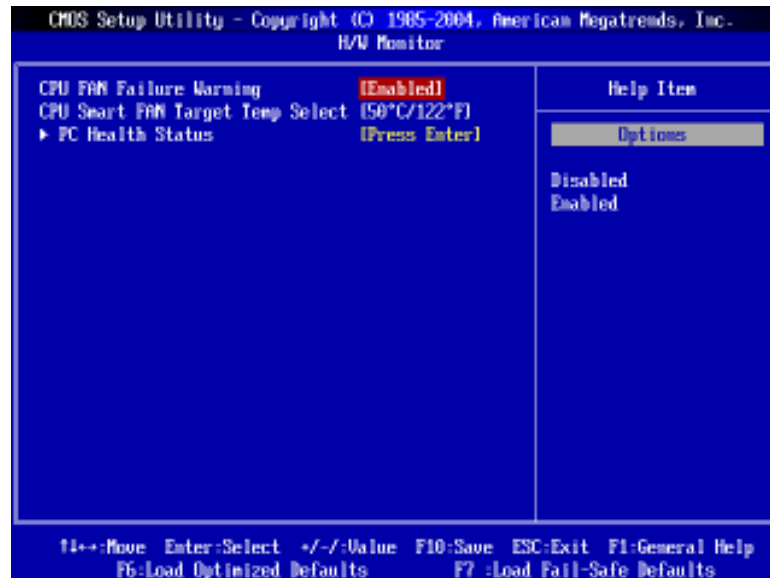 CMOS Setup Utility - Copyright (C) 1985-2004, American Megatrends, Inc.
H/W Monitor
CPU FAN Failure Warning [Enabled]
CPU Smart FAN Target Temp Select [50°C/122°F]
► PC Health Status [Press Enter]
Help Item
Options
Disabled
Enabled
↑↓←→:Move Enter:Select +/-/:Value F10:Save ESC:Exit F1:General Help
F6:Load Optimized Defaults F7 :Load Fail-Safe Defaults